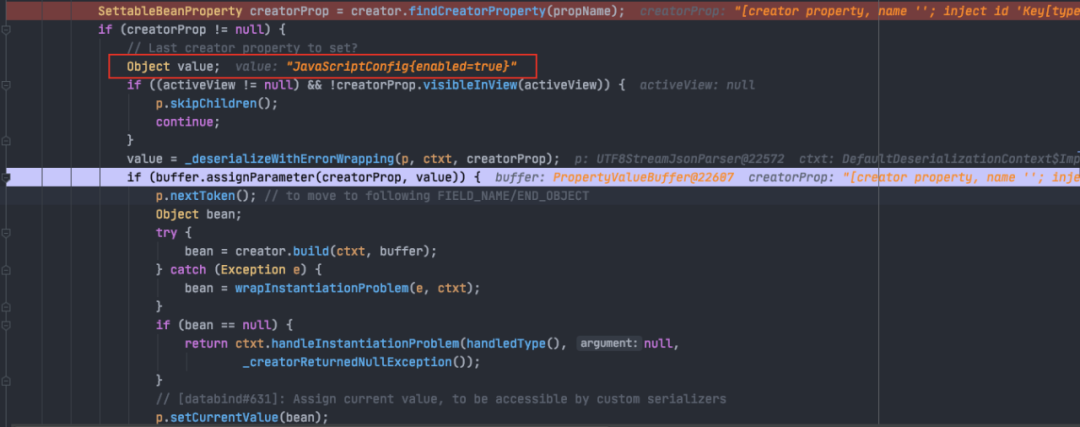 SettableBeanProperty creatorProp = creator.findCreatorProperty(propName);  creatorProp: "[creator property, name ''; inject id 'Key[type
if (creatorProp != null) {
// Last creator property to set?
Object value;  value: "JavaScriptConfig{enabled=true}"
if ((activeView != null) && !creatorProp.visibleInView(activeView)) {  activeView: null
p.skipChildren();
continue;
}
value = _deserializeWithErrorWrapping(p, ctxt, creatorProp);  p: UTF8StreamJsonParser@22572  ctxt: DefaultDeserializationContext$Imp
if (buffer.assignParameter(creatorProp, value)) {  buffer: PropertyValueBuffer@22607  creatorProp: "[creator property, name ''; inje
p.nextToken(); // to move to following FIELD_NAME/END_OBJECT
Object bean;
try {
bean = creator.build(ctxt, buffer);
} catch (Exception e) {
bean = wrapInstantiationProblem(e, ctxt);
}
if (bean == null) {
return ctxt.handleInstantiationProblem(handledType(), argument: null,
_creatorReturnedNullException());
}
// [databind#631]: Assign current value, to be accessible by custom serializers
p.setCurrentValue(bean);